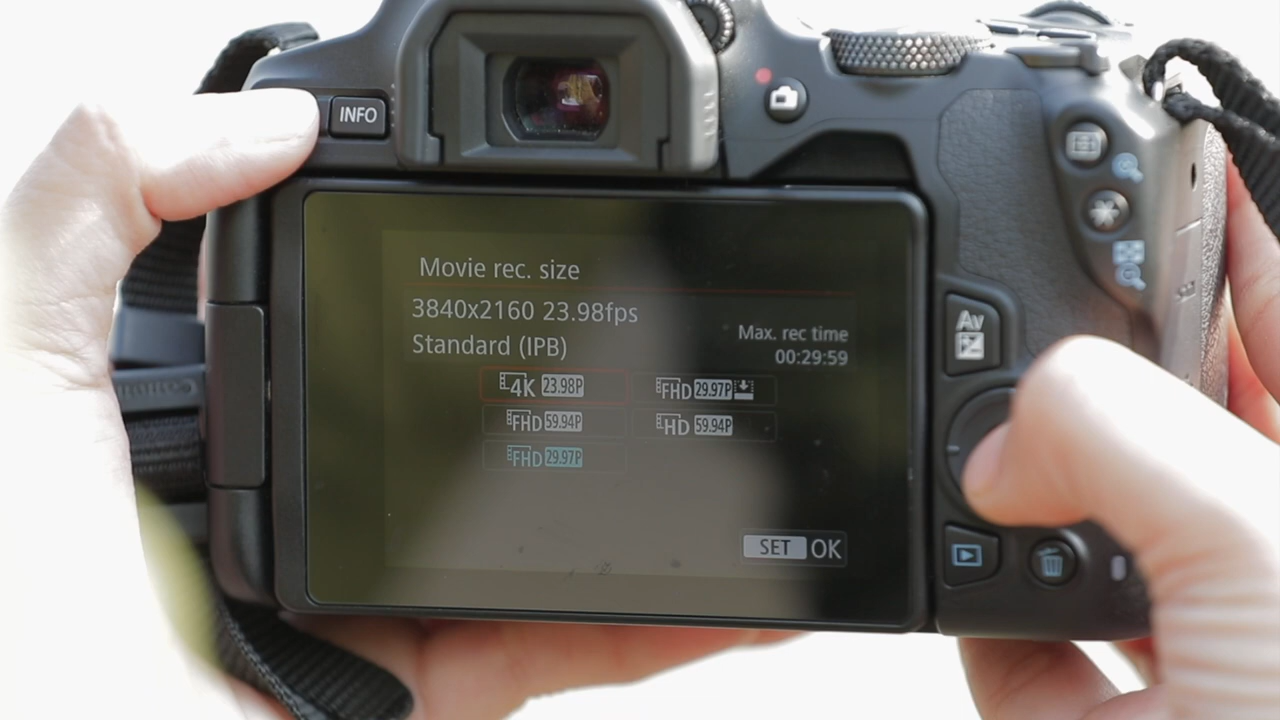 INFO
Movie rec. size
3840x2160 23.98fps
Standard (IPB)
Max. rec time
00:29:59
4K 23.98P
FHD 29.97P
FHD 59.94P
HD 59.94P
FHD 29.97P
SET OK
Av